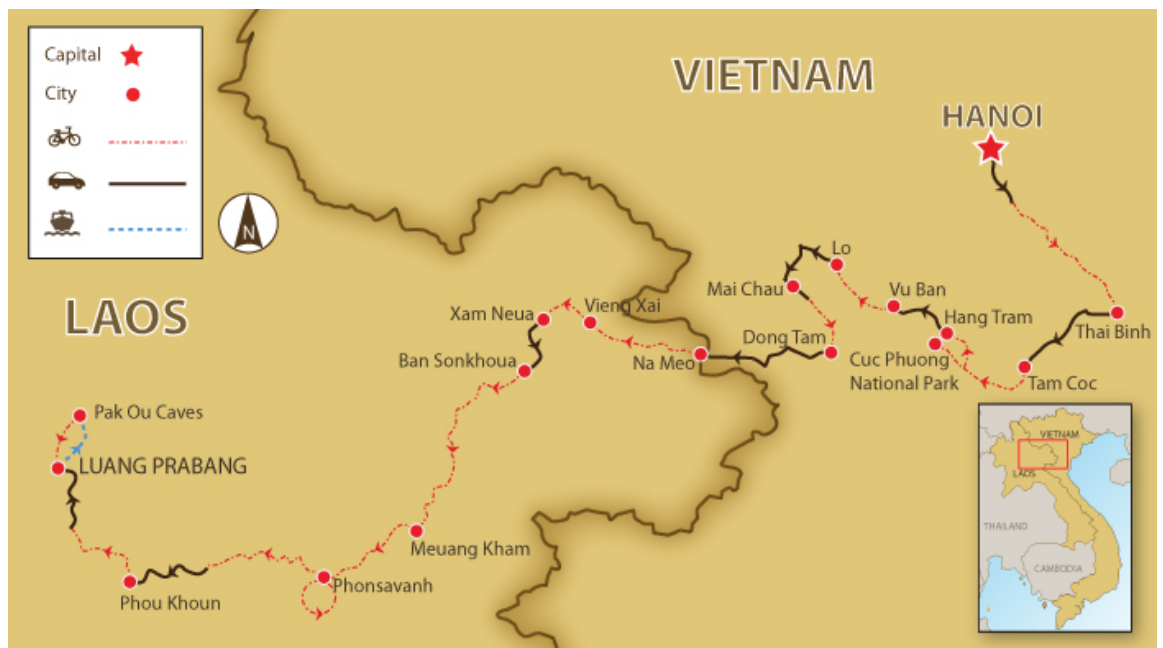 Capital
City
N
VIETNAM
HANOI
LAOS
Lo
Mai Chau
Vu Ban
Hang Tram
Thai Binh
Xam Neua
Vieng Xai
Dong Tam
Na Meo
Cuc Phuong
National Park
Tam Coc
Ban Sonkhoua
Pak Ou Caves
LUANG PRABANG
Meuang Kham
Phonsavanh
Phou Khoun
VIETNAM
LAOS
THAILAND
CAMBODIA